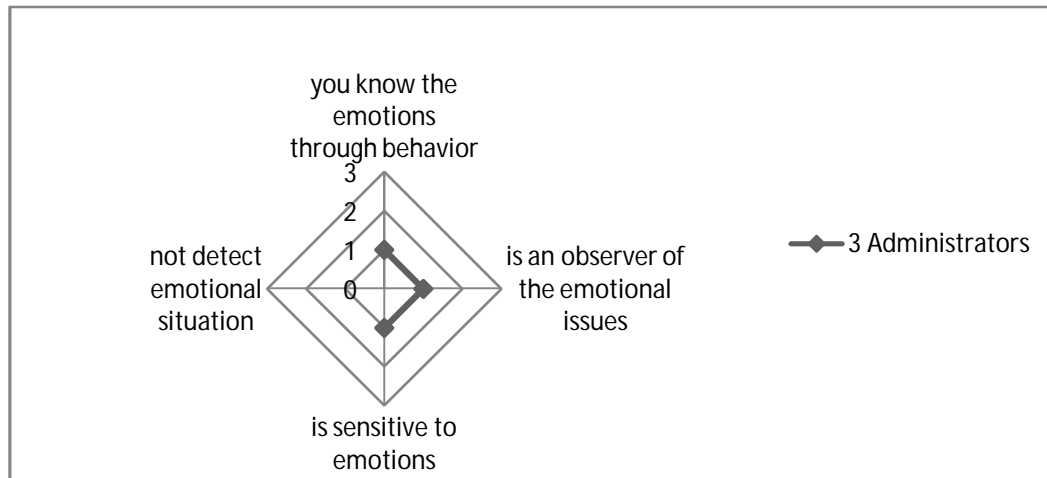 you know the
emotions
through behavior
3
2
1
0
not detect
emotional
situation
is an observer of
the emotional
issues
is sensitive to
emotions
3 Administrators